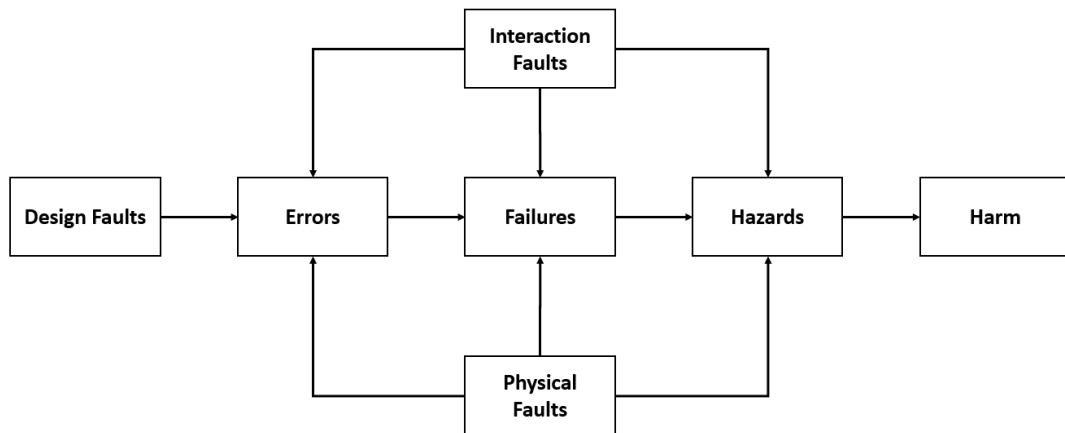 Interaction
Faults
Design Faults
Errors
Failures
Hazards
Harm
Physical
Faults